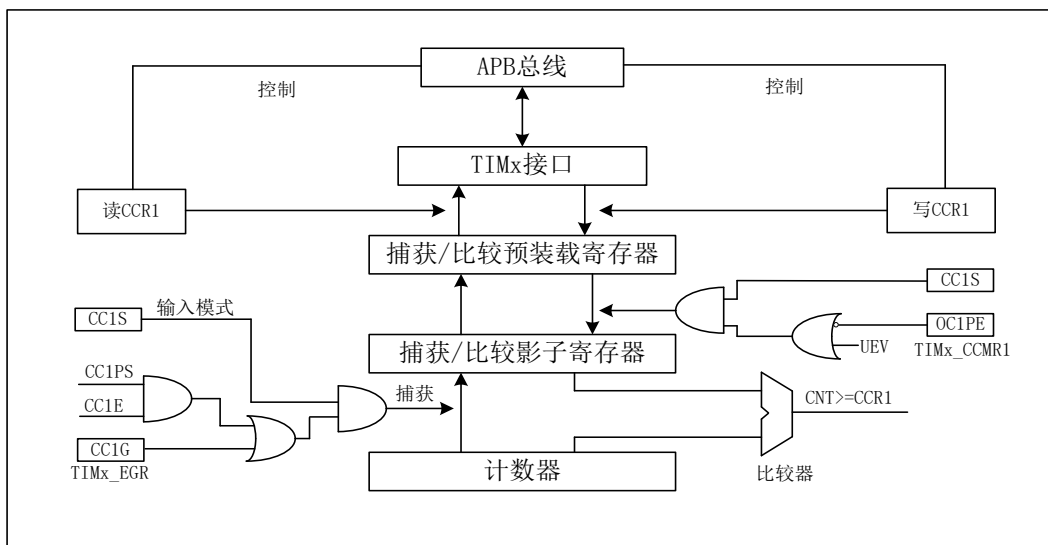 APB总线
控制
控制
TIMx接口
读CCR1
写CCR1
捕获/比较预装载寄存器
CC1S
输入模式
CC1S
OC1PE
捕获/比较影子寄存器
UEV
TIMx_CCMR1
CC1PS
捕获
CNT>=CCR1
CC1E
CC1G
TIMx_EGR
计数器
比较器